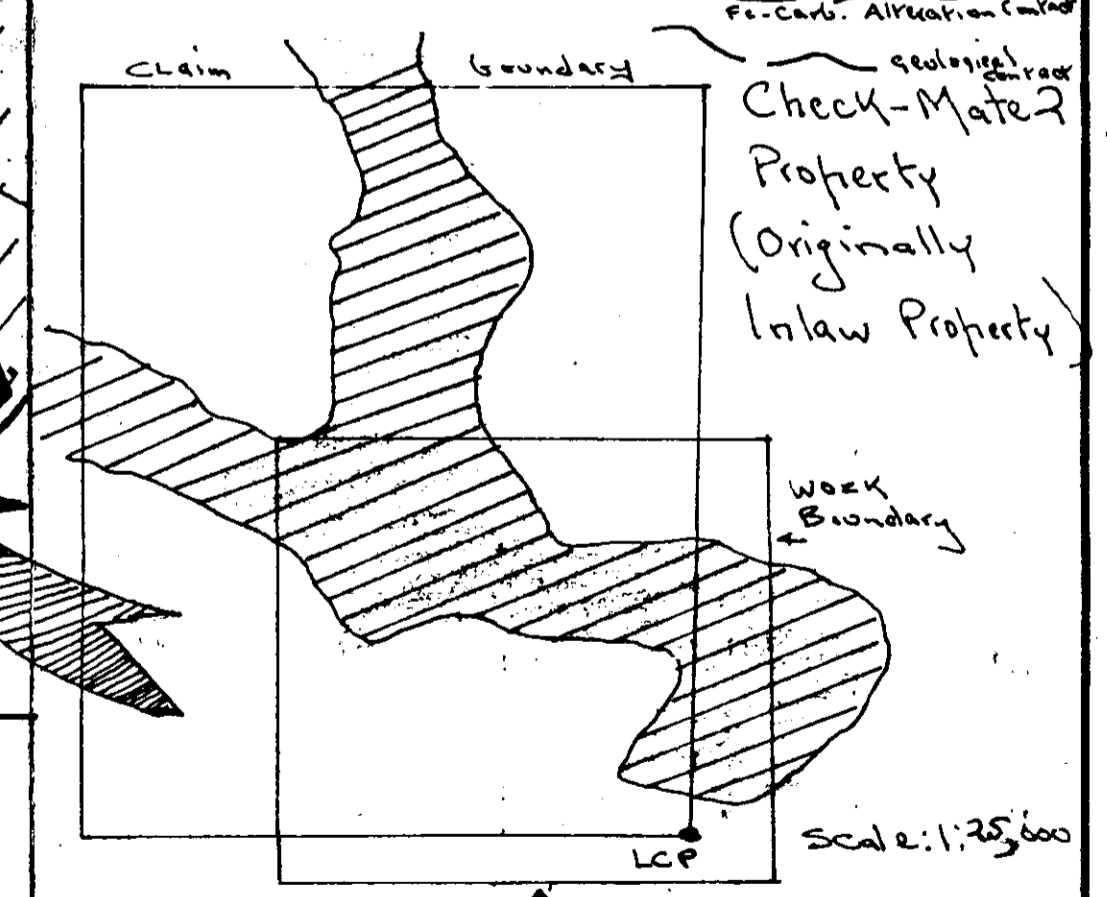 Fe-Carb. Alteration Contact
geological contact
Claim boundary
Check-Mate 2
Property
(Originally
Inlaw Property)
Work
Boundary
LCP
Scale: 1:25,000